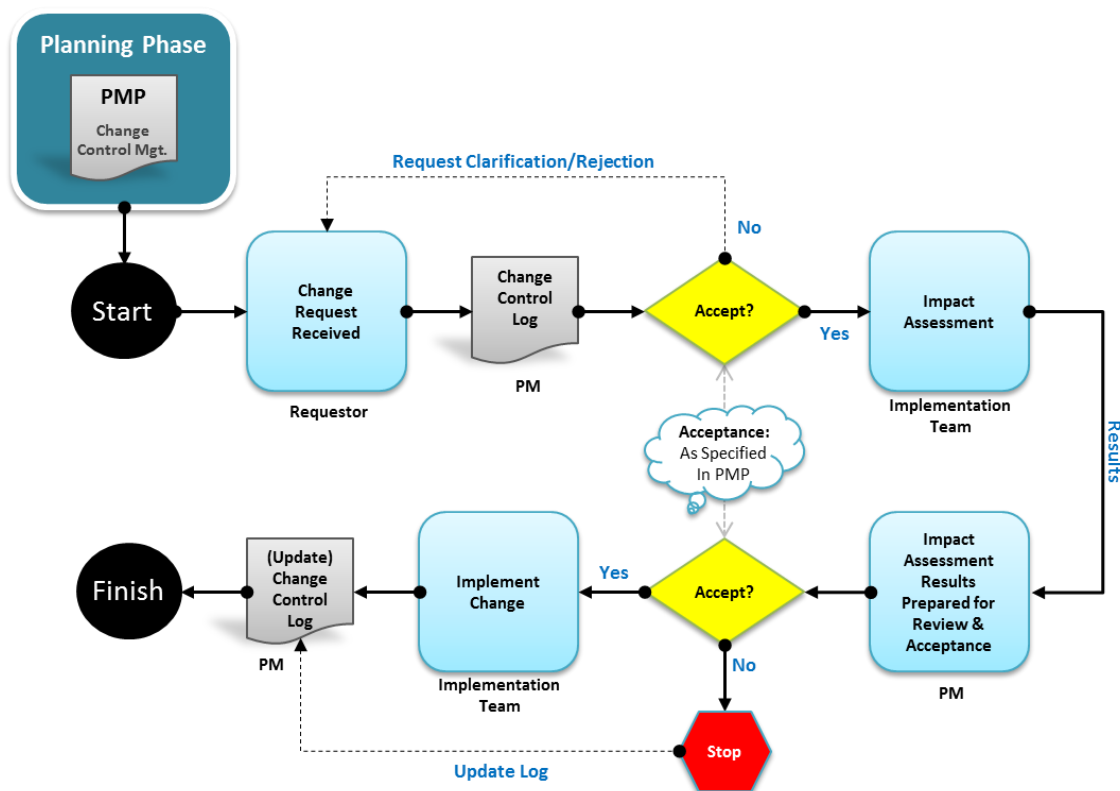 Planning Phase
PMP
Change
Control Mgt.
Request Clarification/Rejection
No
Start
Change
Request
Received
Requestor
Change
Control
Log
PM
Accept?
Yes
Impact
Assessment
Implementation
Team
Results
Acceptance:
As Specified
In PMP
Finish
(Update)
Change
Control
Log
PM
Implement
Change
Implementation
Team
Yes
Accept?
No
Impact
Assessment
Results
Prepared for
Review &
Acceptance
PM
Stop
Update Log